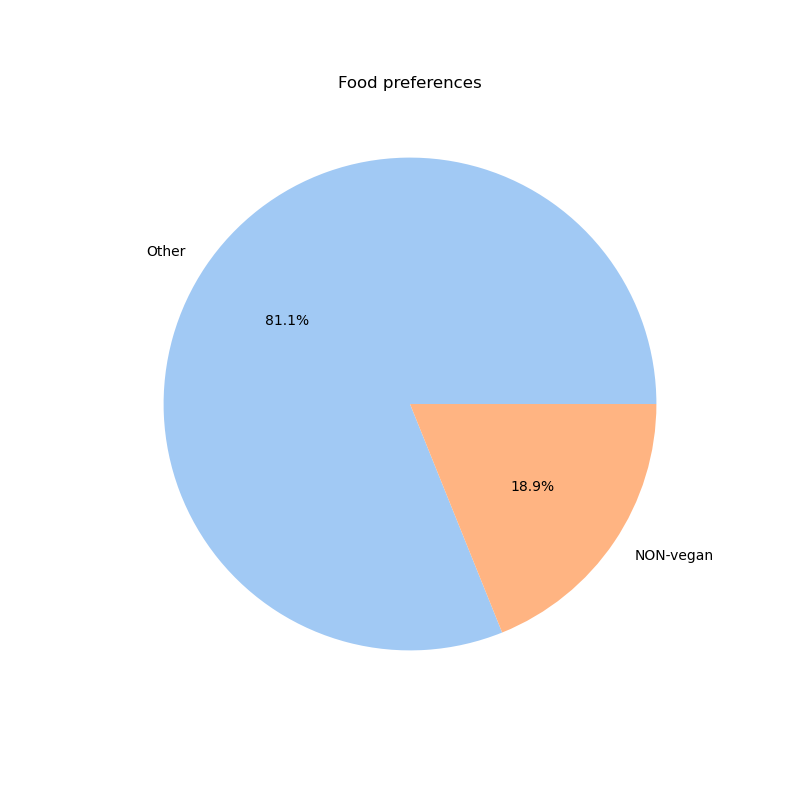 Food preferences
Other
81.1%
18.9%
NON-vegan